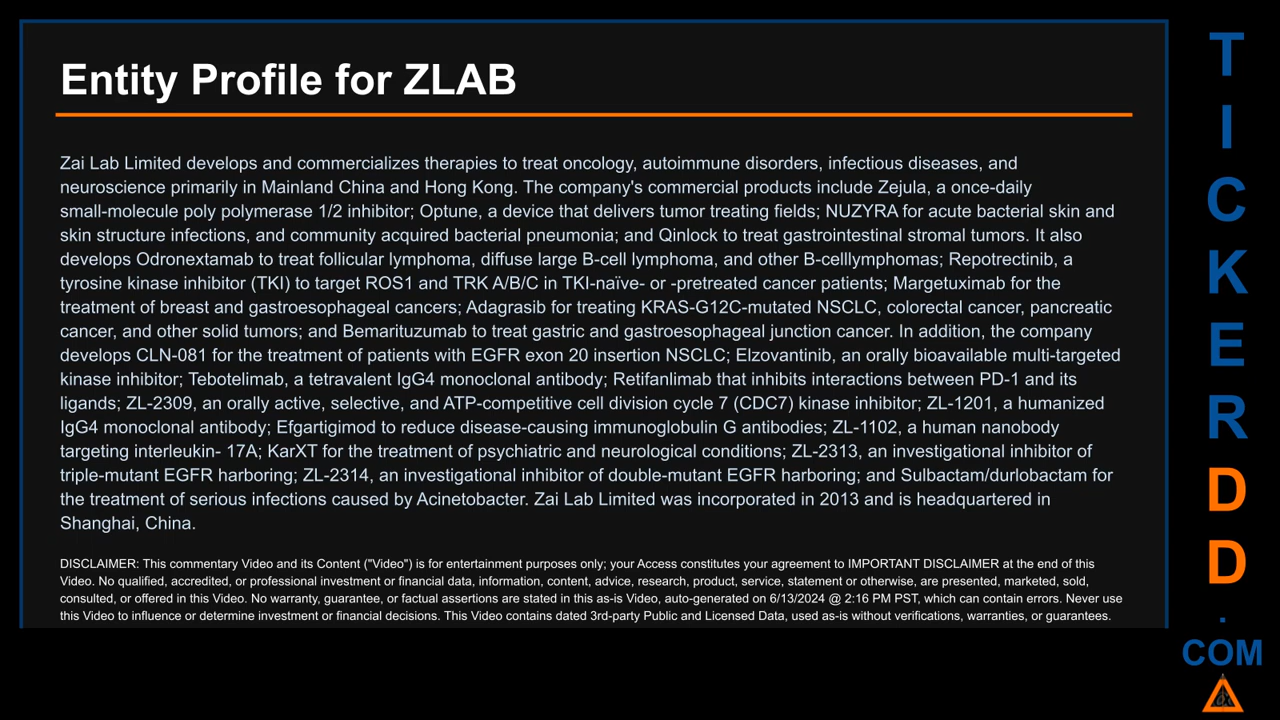 Entity Profile for ZLAB
Zai Lab Limited develops and commercializes therapies to treat oncology, autoimmune disorders, infectious diseases, and
neuroscience primarily in Mainland China and Hong Kong. The company's commercial products include Zejula, a once-daily
small-molecule poly polymerase 1/2 inhibitor; Optune, a device that delivers tumor treating fields; NUZYRA for acute bacterial skin and
skin structure infections, and community acquired bacterial pneumonia; and Qinlock to treat gastrointestinal stromal tumors. It also
develops Odronextamab to treat follicular lymphoma, diffuse large B-cell lymphoma, and other B-celllymphomas; Repotrectinib, a
tyrosine kinase inhibitor (TKI) to target ROS1 and TRK A/B/C in TKI-naïve- or -pretreated cancer patients; Margetuximab for the
treatment of breast and gastroesophageal cancers; Adagrasib for treating KRAS-G12C-mutated NSCLC, colorectal cancer, pancreatic
cancer, and other solid tumors; and Bemarituzumab to treat gastric and gastroesophageal junction cancer. In addition, the company
develops CLN-081 for the treatment of patients with EGFR exon 20 insertion NSCLC; Elzovantinib, an orally bioavailable multi-targeted
kinase inhibitor; Tebotelimab, a tetravalent IgG4 monoclonal antibody; Retifanlimab that inhibits interactions between PD-1 and its
ligands; ZL-2309, an orally active, selective, and ATP-competitive cell division cycle 7 (CDC7) kinase inhibitor; ZL-1201, a humanized
IgG4 monoclonal antibody; Efgartigimod to reduce disease-causing immunoglobulin G antibodies; ZL-1102, a human nanobody
targeting interleukin- 17A; KarXT for the treatment of psychiatric and neurological conditions; ZL-2313, an investigational inhibitor of
triple-mutant EGFR harboring; ZL-2314, an investigational inhibitor of double-mutant EGFR harboring; and Sulbactam/durlobactam for
the treatment of serious infections caused by Acinetobacter. Zai Lab Limited was incorporated in 2013 and is headquartered in
Shanghai, China.
DISCLAIMER: This commentary Video and its Content ("Video") is for entertainment purposes only; your Access constitutes your agreement to IMPORTANT DISCLAIMER at the end of this
Video. No qualified, accredited, or professional investment or financial data, information, content, advice, research, product, service, statement or otherwise, are presented, marketed, sold,
consulted, or offered in this Video. No warranty, guarantee, or factual assertions are stated in this as-is Video, auto-generated on 6/13/2024 @ 2:16 PM PST, which can contain errors. Never use
this Video to influence or determine investment or financial decisions. This Video contains dated 3rd-party Public and Licensed Data, used as-is without verifications, warranties, or guarantees.
T
I
C
K
E
R
D
D
.
COM